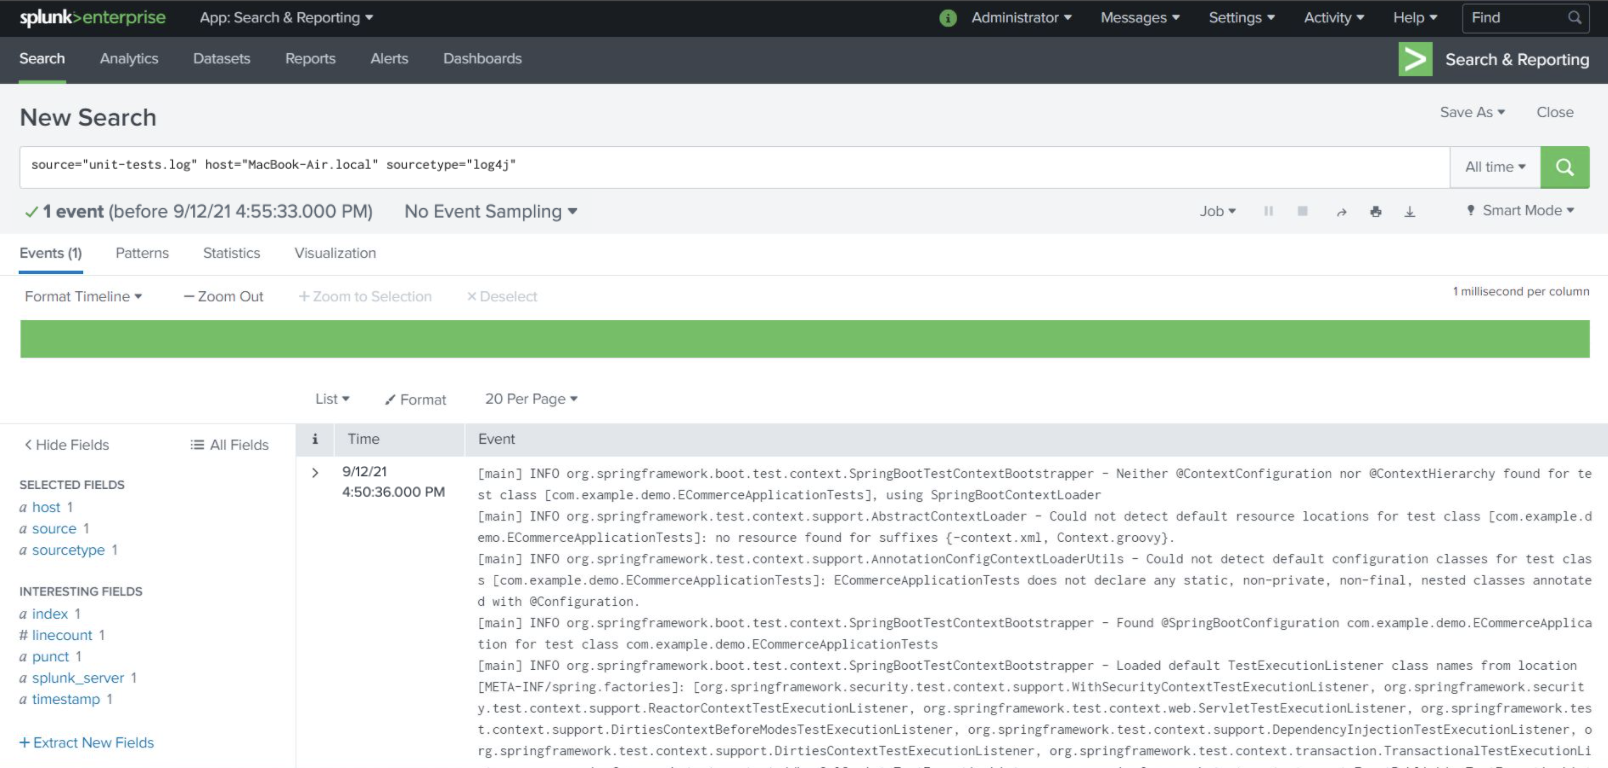 splunk>enterprise App: Search & Reporting i Administrator Messages Settings Activity Help Find
Search Analytics Datasets Reports Alerts Dashboards > Search & Reporting
New Search Save As Close
source="unit-tests.log" host="MacBook-Air.local" sourcetype="log4j" All time
1 event (before 9/12/21 4:55:33.000 PM) No Event Sampling Job Smart Mode
Events (1) Patterns Statistics Visualization
Format Timeline — Zoom Out + Zoom to Selection × Deselect 1 millisecond per column
List Format 20 Per Page
< Hide Fields All Fields
SELECTED FIELDS
a host 1
a source 1
a sourcetype 1
INTERESTING FIELDS
a index 1
# linecount 1
a punct 1
a splunk_server 1
a timestamp 1
+ Extract New Fields
i Time Event
> 9/12/21
4:50:36.000 PM
[main] INFO org.springframework.boot.test.context.SpringBootTestContextBootstrapper - Neither @ContextConfiguration nor @ContextHierarchy found for te
st class [com.example.demo.ECommerceApplicationTests], using SpringBootContextLoader
[main] INFO org.springframework.test.context.support.AbstractContextLoader - Could not detect default resource locations for test class [com.example.d
emo.ECommerceApplicationTests]: no resource found for suffixes {-context.xml, Context.groovy}.
[main] INFO org.springframework.test.context.support.AnnotationConfigContextLoaderUtils - Could not detect default configuration classes for test clas
s [com.example.demo.ECommerceApplicationTests]: ECommerceApplicationTests does not declare any static, non-private, non-final, nested classes annotate
d with @Configuration.
[main] INFO org.springframework.boot.test.context.SpringBootTestContextBootstrapper - Found @SpringBootConfiguration com.example.demo.ECommerceApplica
tion for test class com.example.demo.ECommerceApplicationTests
[main] INFO org.springframework.boot.test.context.SpringBootTestContextBootstrapper - Loaded default TestExecutionListener class names from location
[META-INF/spring.factories]: [org.springframework.security.test.context.support.WithSecurityContextTestExecutionListener, org.springframework.securit
y.test.context.support.ReactorContextTestExecutionListener, org.springframework.test.context.web.ServletTestExecutionListener, org.springframework.tes
t.context.support.DirtiesContextBeforeModesTestExecutionListener, org.springframework.test.context.support.DependencyInjectionTestExecutionListener, o
rg.springframework.test.context.support.DirtiesContextTestExecutionListener, org.springframework.test.context.transaction.TransactionalTestExecutionLi